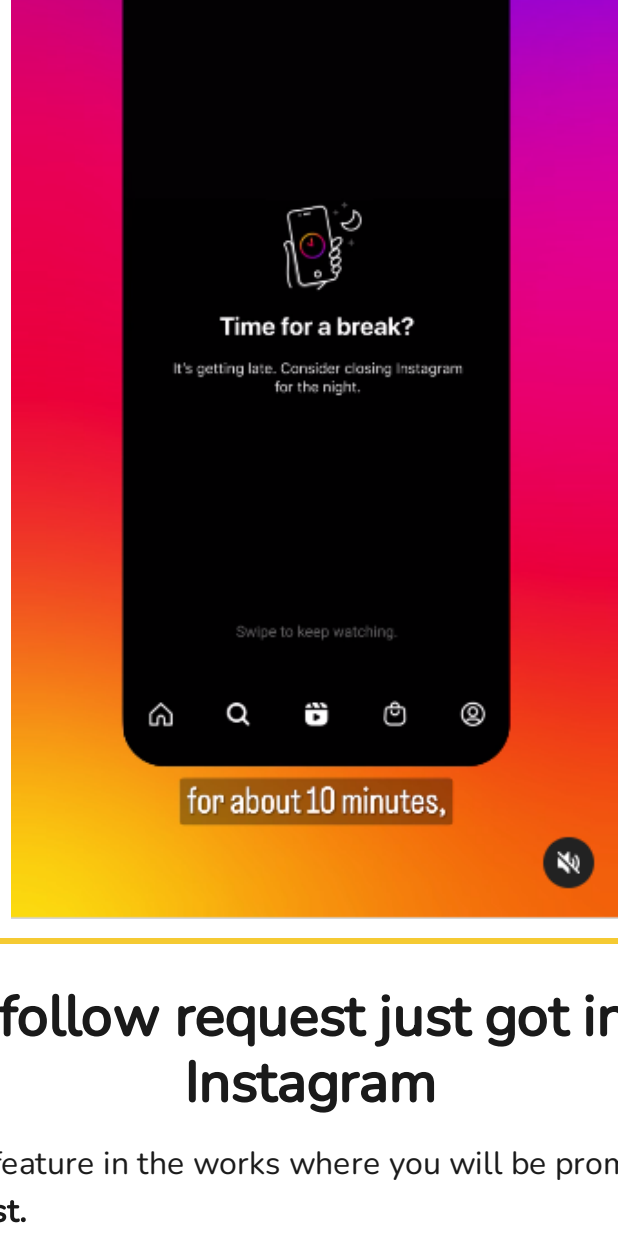 Time for a break?
It's getting late. Consider closing Instagram
for the night.
Swipe to keep watching.
for about 10 minutes,
follow request just got in
Instagram
feature in the works where you will be prom
st.